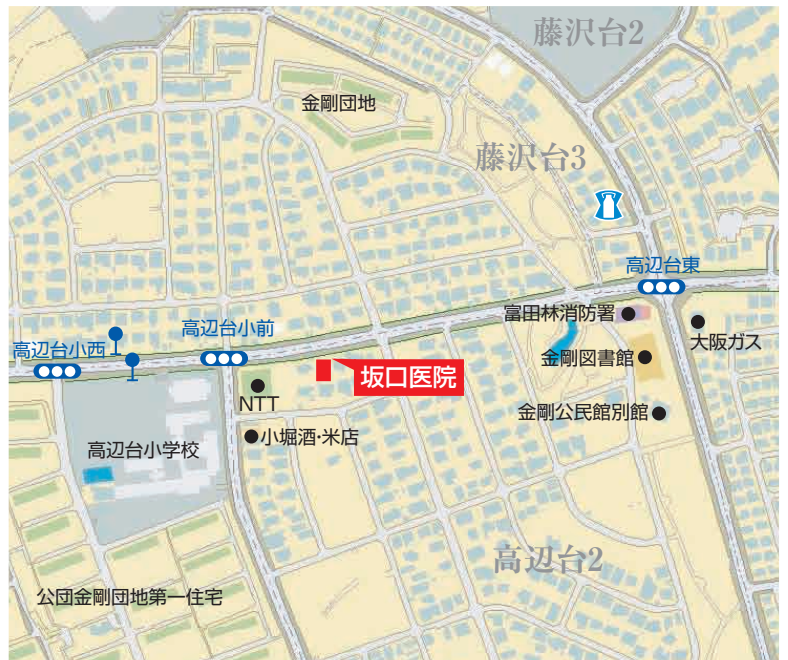 藤沢台2
金剛団地
藤沢台3
高辺台東
富田林消防署
高辺台小前
大阪ガス
高辺台小西
金剛図書館
坂口医院
NTT
金剛公民館別館
小堀酒・米店
高辺台小学校
高辺台2
公団金剛団地第一住宅